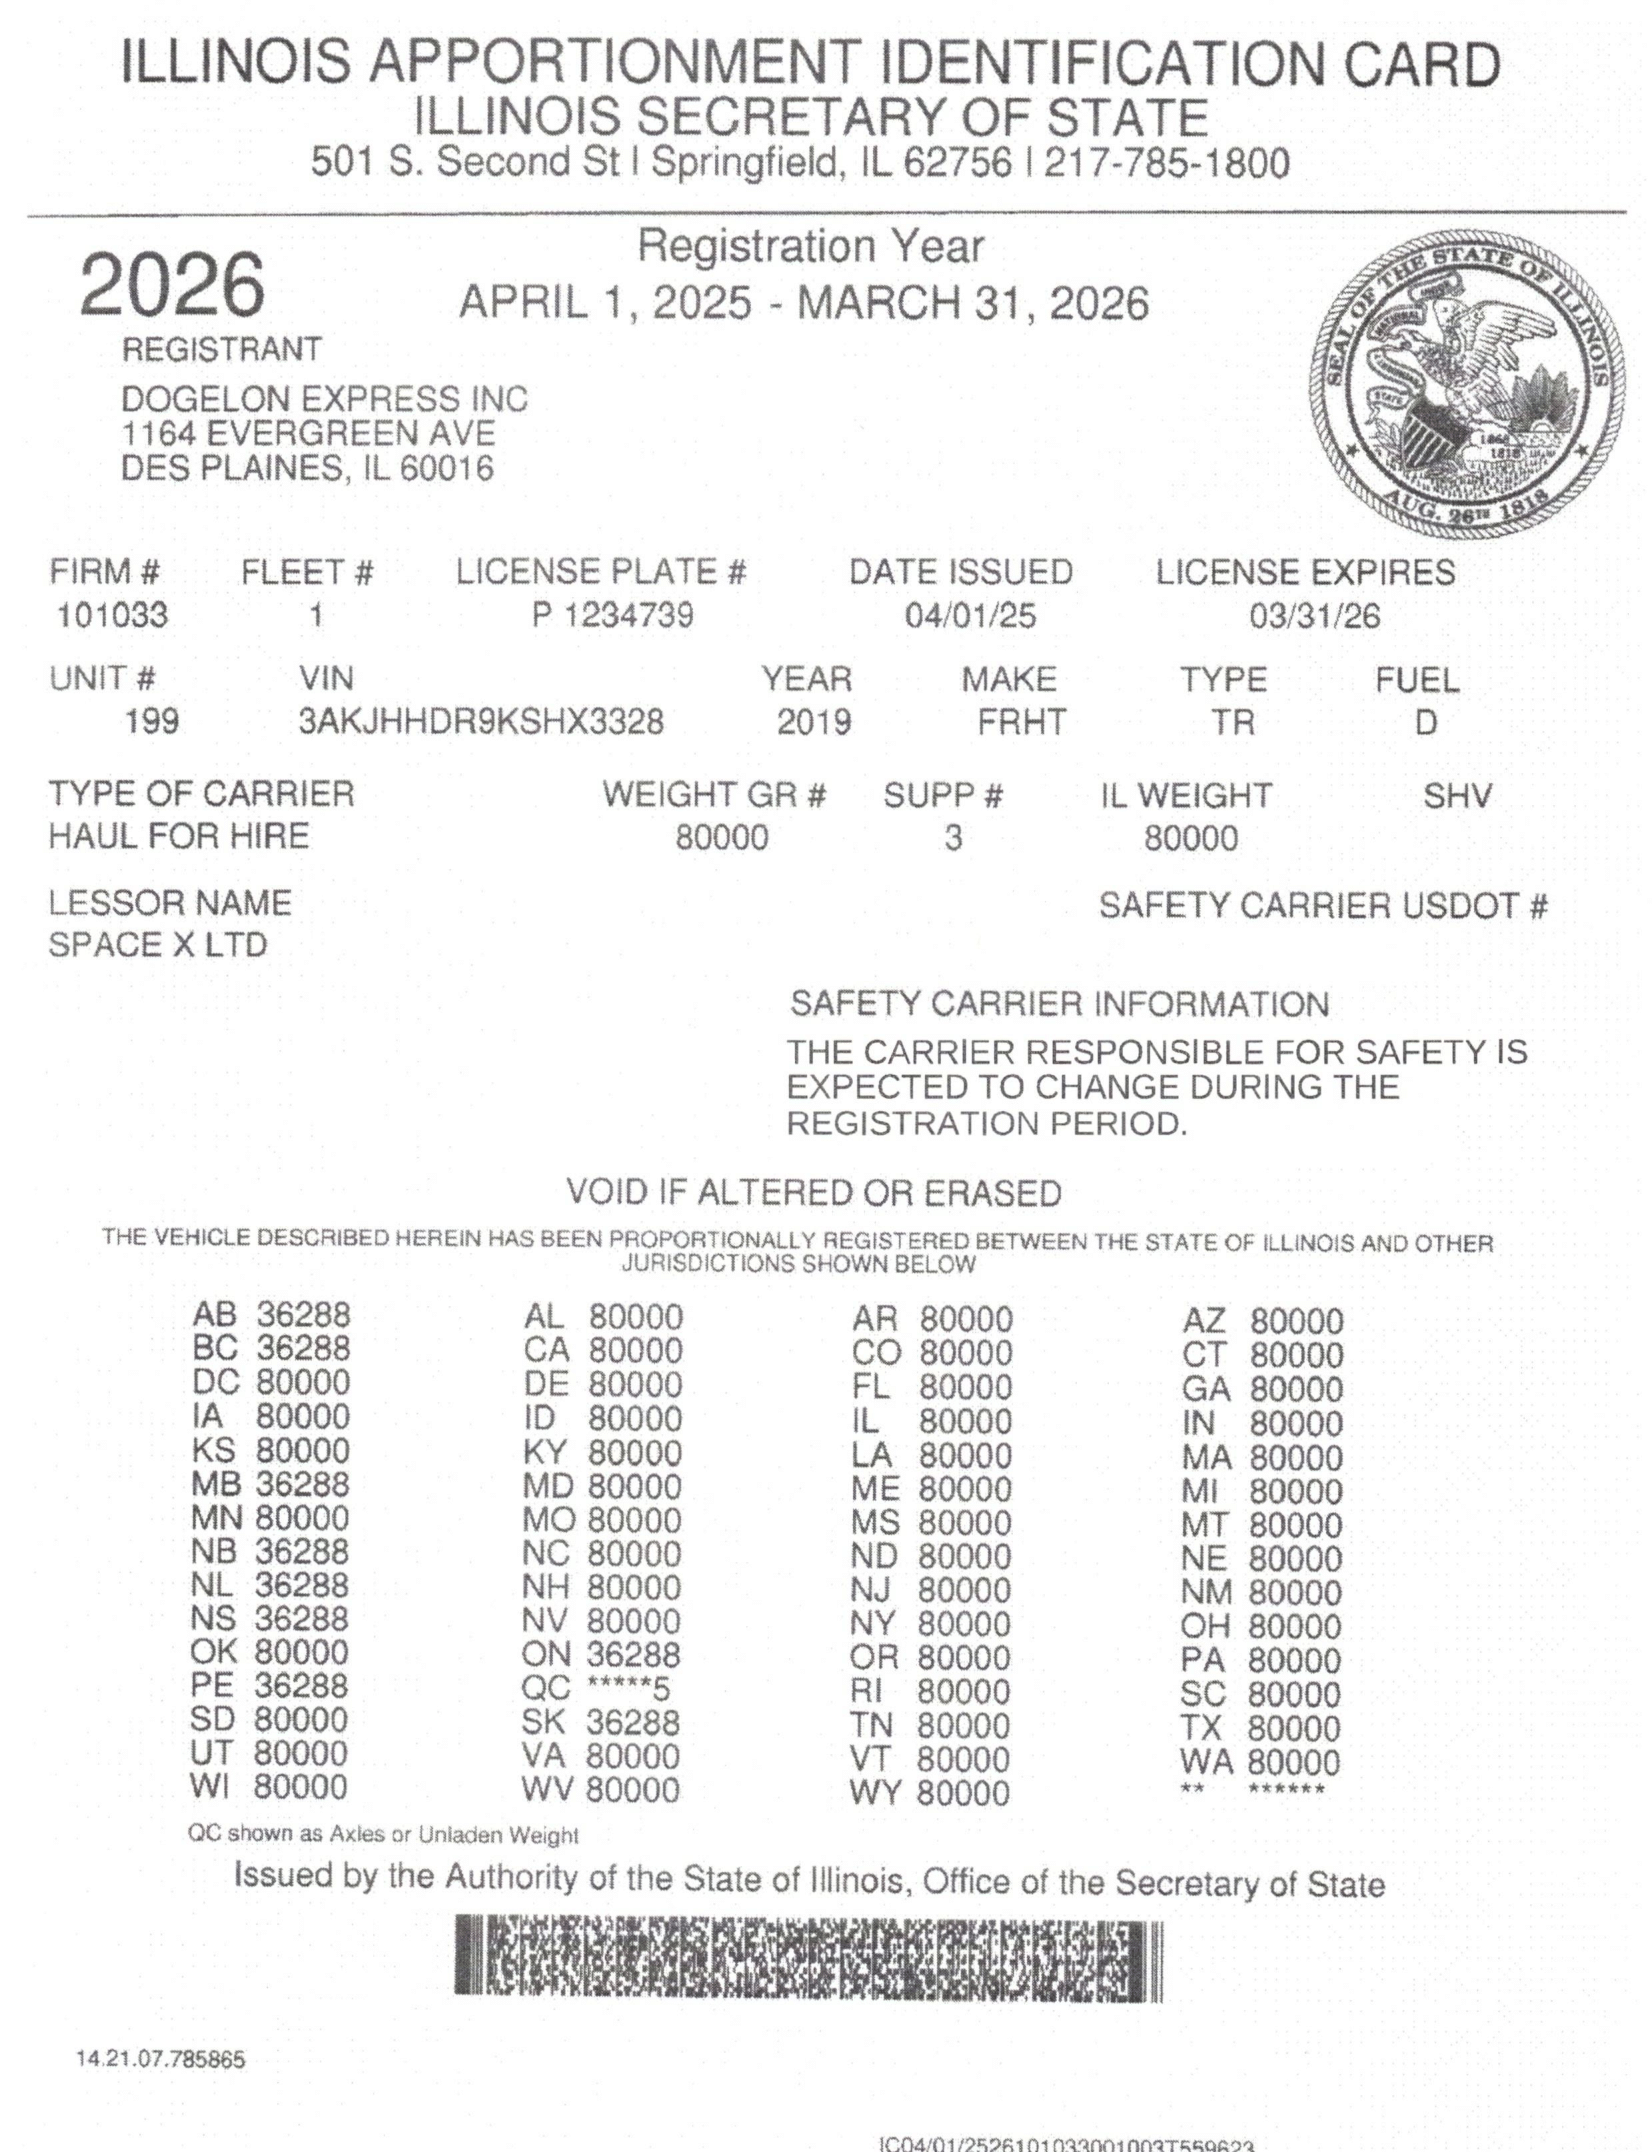 ILLINOIS APPORTIONMENT IDENTIFICATION CARD
ILLINOIS SECRETARY OF STATE
501 S. Second St | Springfield, IL 62756 | 217-785-1800
2026
Registration Year
APRIL 1, 2025 - MARCH 31, 2026
SEAL OF THE STATE OF ILLINOIS
STATE
1868
1818
AUG. 26TH 1818
REGISTRANT
DOGELON EXPRESS INC
1164 EVERGREEN AVE
DES PLAINES, IL 60016
FIRM # FLEET # LICENSE PLATE # DATE ISSUED LICENSE EXPIRES
101033 1 P 1234739 04/01/25 03/31/26
UNIT # VIN YEAR MAKE TYPE FUEL
199 3AKJHHDR9KSHX3328 2019 FRHT TR D
TYPE OF CARRIER WEIGHT GR # SUPP # IL WEIGHT SHV
HAUL FOR HIRE 80000 3 80000
LESSOR NAME SAFETY CARRIER USDOT #
SPACE X LTD
SAFETY CARRIER INFORMATION
THE CARRIER RESPONSIBLE FOR SAFETY IS
EXPECTED TO CHANGE DURING THE
REGISTRATION PERIOD.
VOID IF ALTERED OR ERASED
THE VEHICLE DESCRIBED HEREIN HAS BEEN PROPORTIONALLY REGISTERED BETWEEN THE STATE OF ILLINOIS AND OTHER
JURISDICTIONS SHOWN BELOW
AB 36288 AL 80000 AR 80000 AZ 80000
BC 36288 CA 80000 CO 80000 CT 80000
DC 80000 DE 80000 FL 80000 GA 80000
IA 80000 ID 80000 IL 80000 IN 80000
KS 80000 KY 80000 LA 80000 MA 80000
MB 36288 MD 80000 ME 80000 MI 80000
MN 80000 MO 80000 MS 80000 MT 80000
NB 36288 NC 80000 ND 80000 NE 80000
NL 36288 NH 80000 NJ 80000 NM 80000
NS 36288 NV 80000 NY 80000 OH 80000
OK 80000 ON 36288 OR 80000 PA 80000
PE 36288 QC *****5 RI 80000 SC 80000
SD 80000 SK 36288 TN 80000 TX 80000
UT 80000 VA 80000 VT 80000 WA 80000
WI 80000 WV 80000 WY 80000 ** ******
QC shown as Axles or Unladen Weight
Issued by the Authority of the State of Illinois, Office of the Secretary of State
14.21.07.785865
IC04/01/2526101033001003T559623